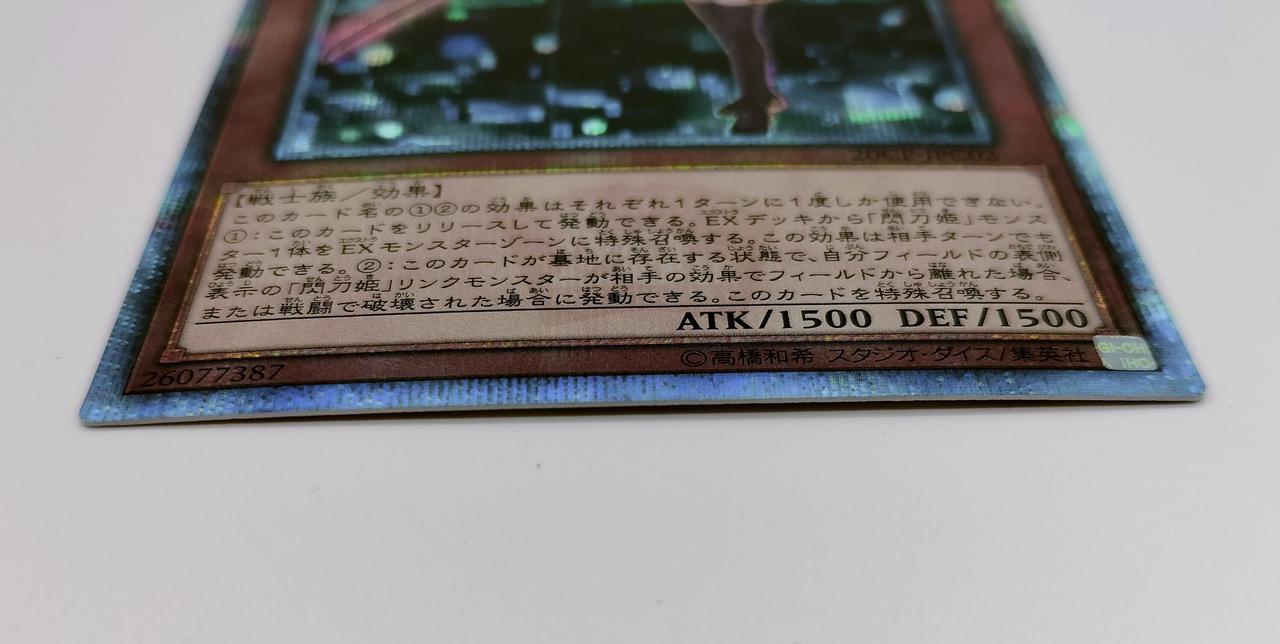 20CP-JPC02
【戦士族／効果】
このカード名の①②の効果はそれぞれ1ターンに1度しか使用できない。
①：このカードをリリースして発動できる。EXデッキから「閃刀姫」モンス
ター1体をEXモンスターゾーンに特殊召喚する。この効果は相手ターンでも
発動できる。②：このカードが墓地に存在する状態で、自分フィールドの表側
表示の「閃刀姫」リンクモンスターが相手の効果でフィールドから離れた場合、
または戦闘で破壊された場合に発動できる。このカードを特殊召喚する。
ATK/1500 DEF/1500
26077387
©高橋和希 スタジオ・ダイス/集英社